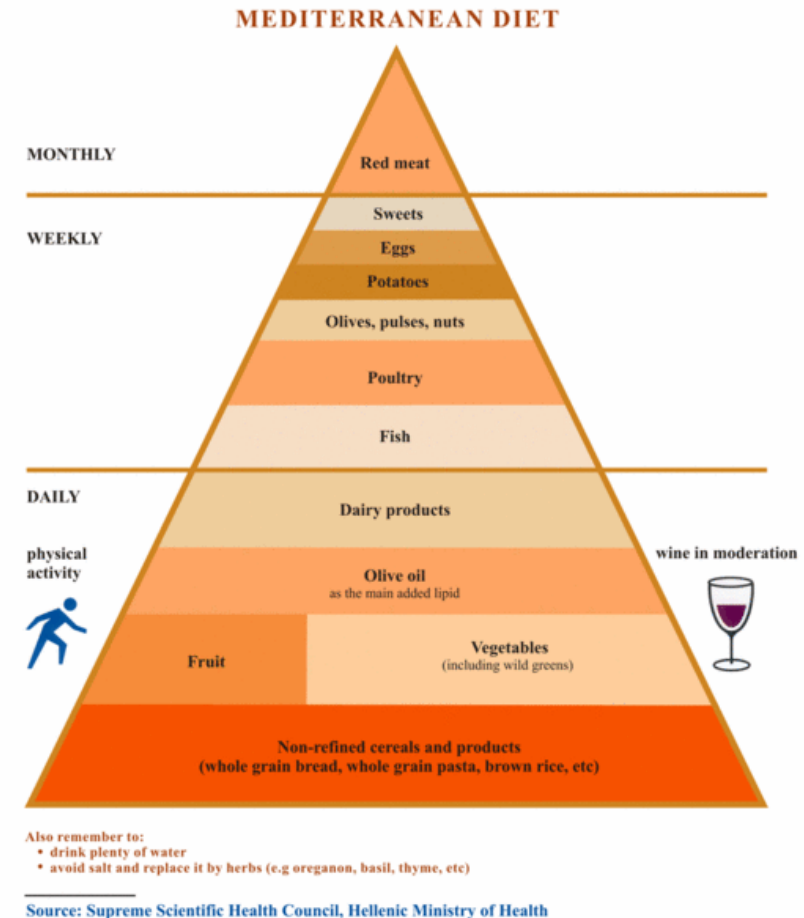 MEDITERRANEAN DIET
MONTHLY
Red meat
WEEKLY
Sweets
Eggs
Potatoes
Olives, pulses, nuts
Poultry
Fish
DAILY
Dairy products
physical
activity
wine in moderation
Olive oil
as the main added lipid
Fruit
Vegetables
(including wild greens)
Non-refined cereals and products
(whole grain bread, whole grain pasta, brown rice, etc)
Also remember to:
• drink plenty of water
• avoid salt and replace it by herbs (e.g oreganon, basil, thyme, etc)
Source: Supreme Scientific Health Council, Hellenic Ministry of Health